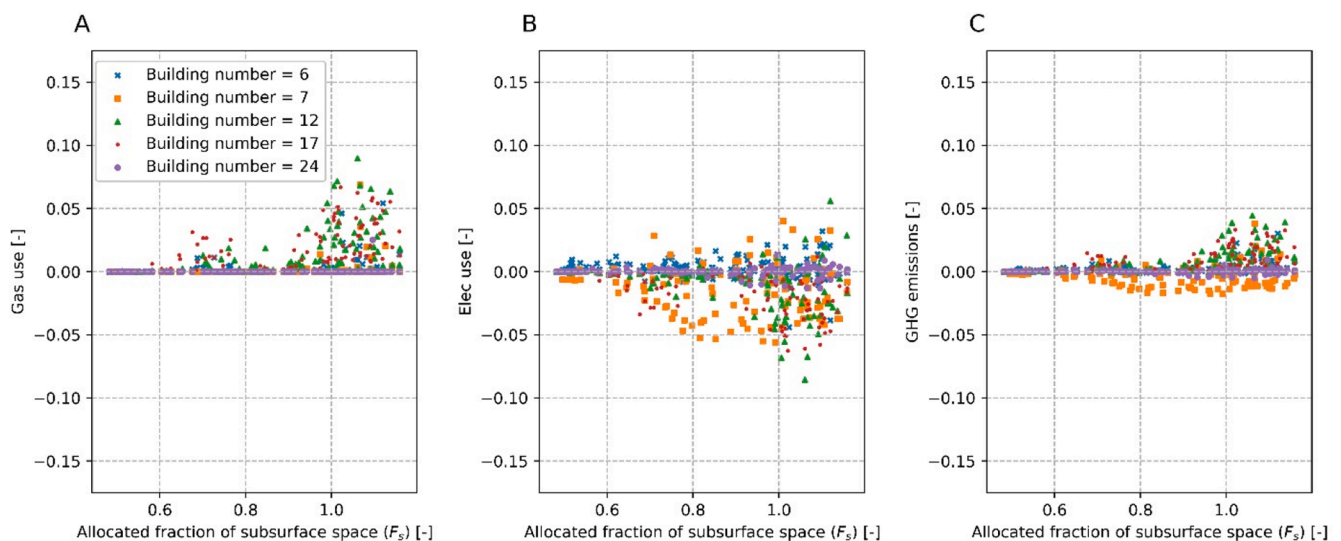 A
B
C
Gas use [-]
0.15
0.10
0.05
0.00
−0.05
−0.10
−0.15
Building number = 6
Building number = 7
Building number = 12
Building number = 17
Building number = 24
0.6
0.8
1.0
Allocated fraction of subsurface space (Fₛ) [-]
Elec use [-]
0.15
0.10
0.05
0.00
−0.05
−0.10
−0.15
0.6
0.8
1.0
Allocated fraction of subsurface space (Fₛ) [-]
GHG emissions [-]
0.15
0.10
0.05
0.00
−0.05
−0.10
−0.15
0.6
0.8
1.0
Allocated fraction of subsurface space (Fₛ) [-]